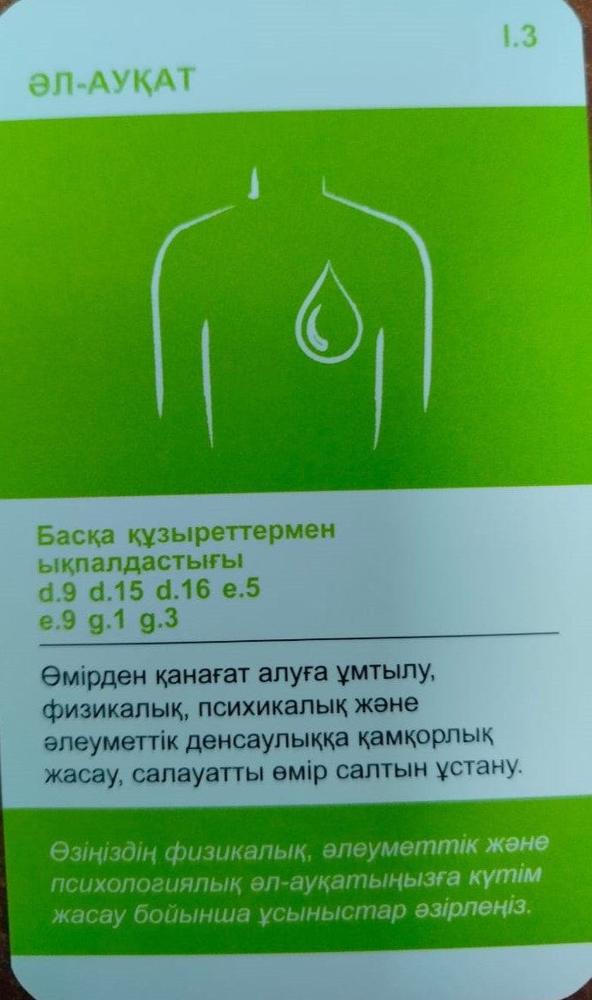 I.3
ӘЛ-АУҚАТ
Басқа құзыреттермен
ықпалдастығы
d.9 d.15 d.16 e.5
e.9 g.1 g.3
Өмірден қанағат алуға ұмтылу,
физикалық, психикалық және
әлеуметтік денсаулыққа қамқорлық
жасау, салауатты өмір салтын ұстану.
Өзіңіздің физикалық, әлеуметтік және
психологиялық әл-ауқатыңызға күтім
жасау бойынша ұсыныстар әзірлеңіз.